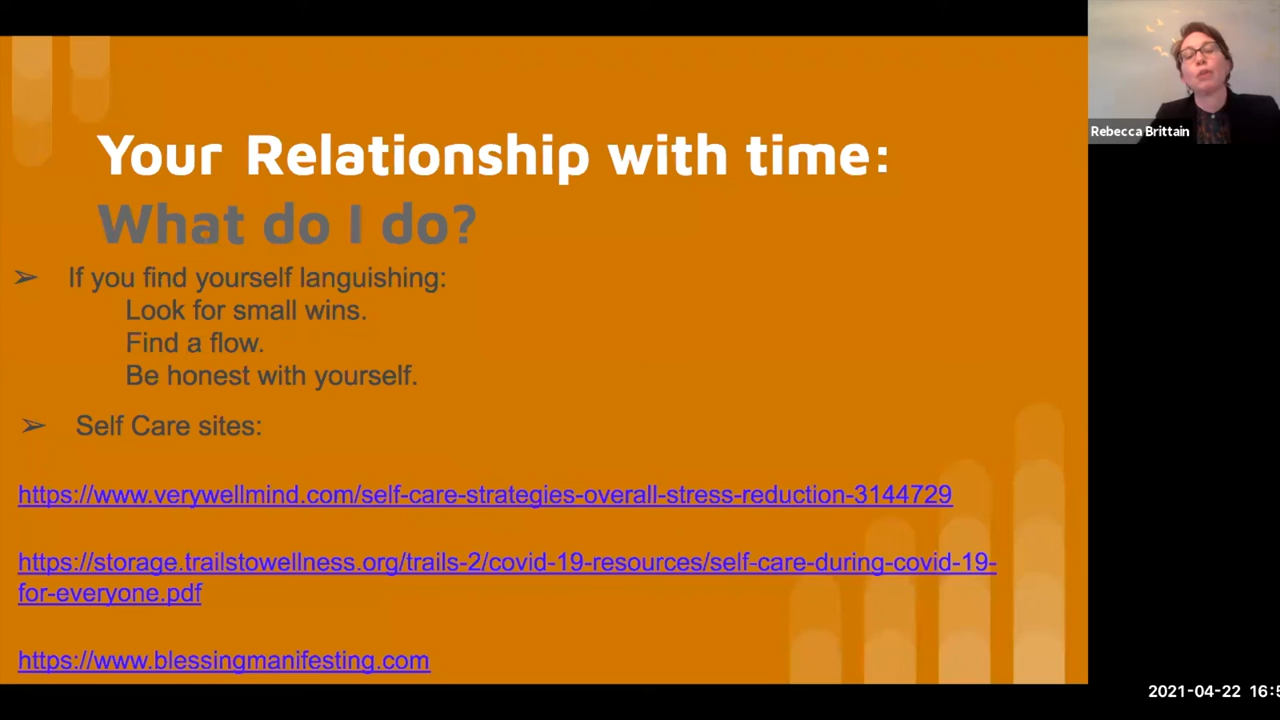 Your Relationship with time:
What do I do?
➢ If you find yourself languishing:
Look for small wins.
Find a flow.
Be honest with yourself.
➢ Self Care sites:
https://www.verywellmind.com/self-care-strategies-overall-stress-reduction-3144729
https://storage.trailstowellness.org/trails-2/covid-19-resources/self-care-during-covid-19-
for-everyone.pdf
https://www.blessingmanifesting.com
Rebecca Brittain
2021-04-22